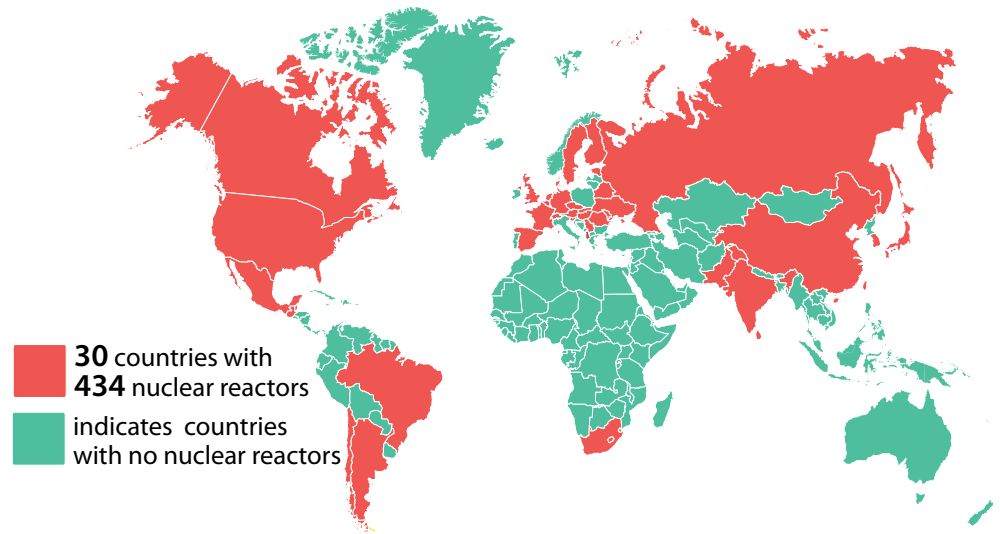 30 countries with
434 nuclear reactors
indicates countries
with no nuclear reactors